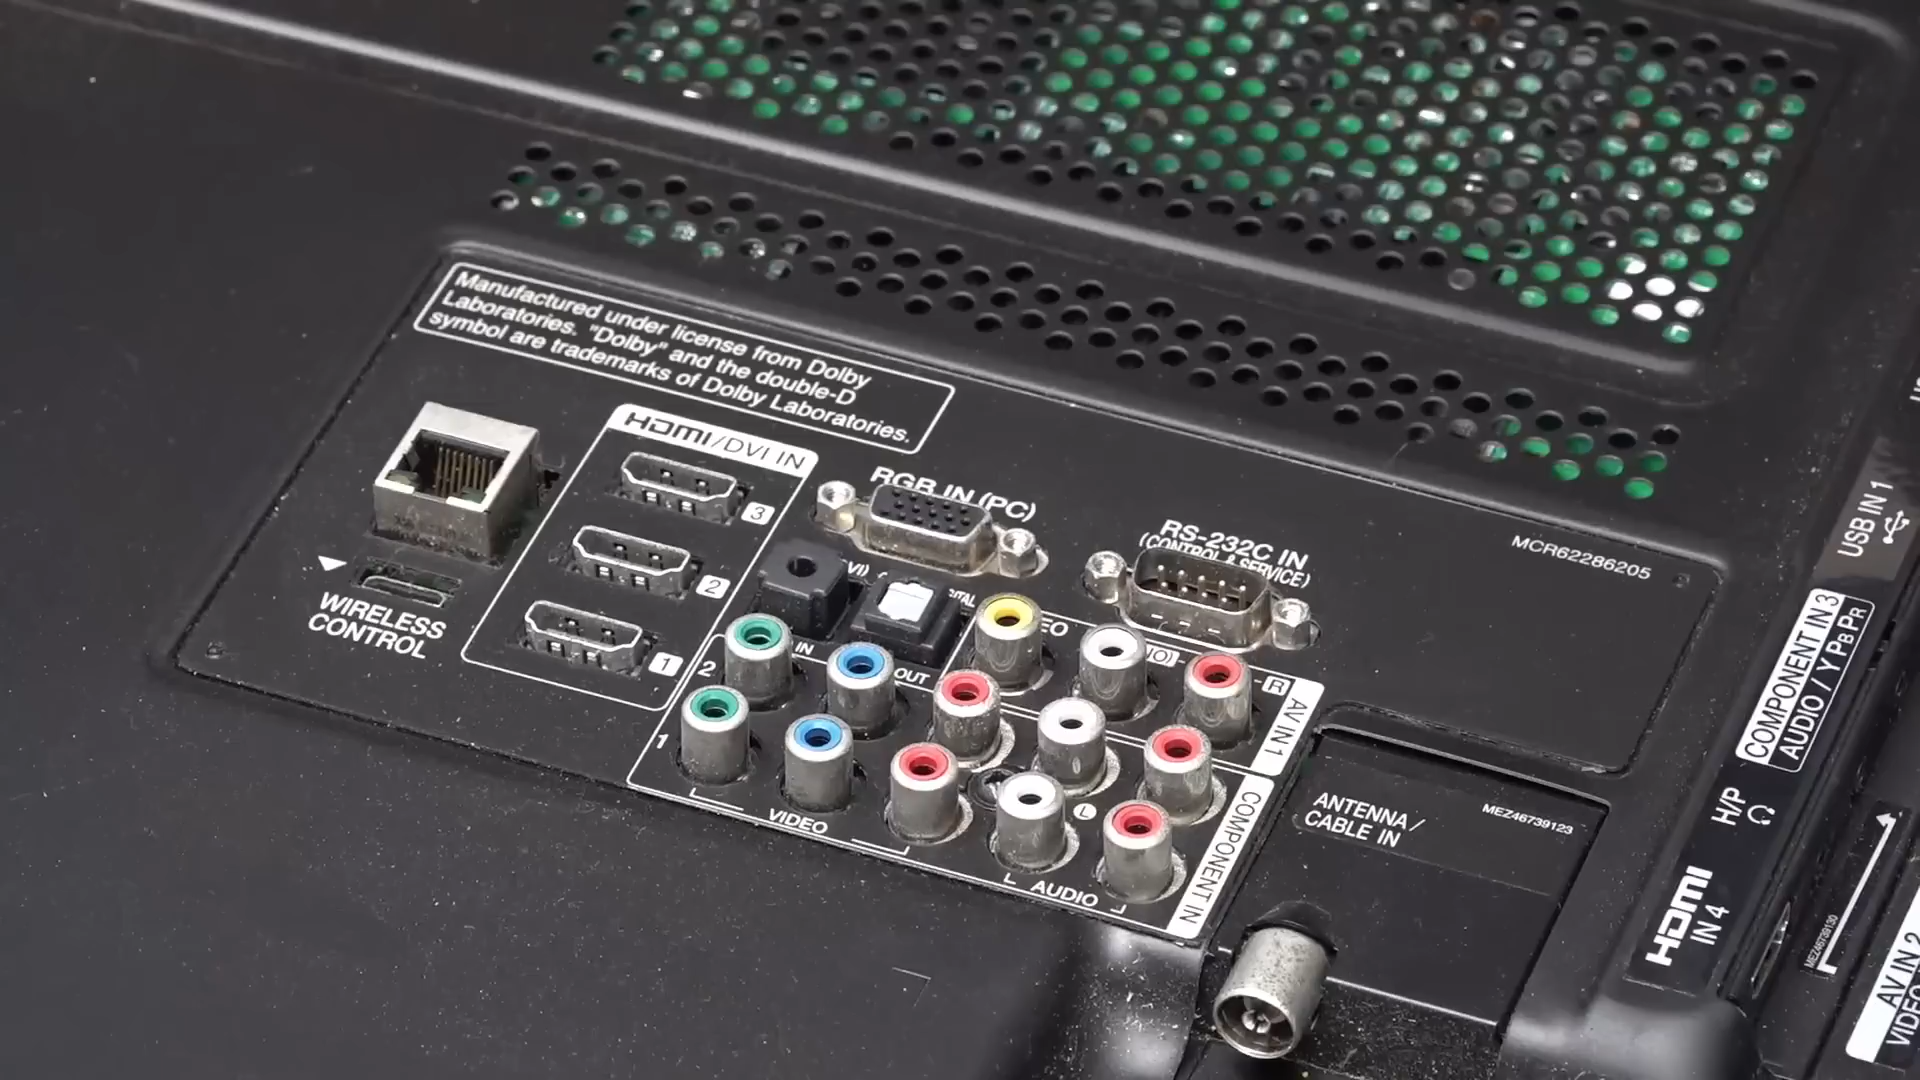 Manufactured under license from Dolby
Laboratories. "Dolby" and the double-D
symbol are trademarks of Dolby Laboratories.
HDMI/DVI IN
3
2
1
WIRELESS
CONTROL
RGB IN (PC)
RS-232C IN
(CONTROL & SERVICE)
MCR62286205
IN
OUT
R
AV IN 1
2
1
VIDEO
L
L AUDIO
COMPONENT IN
ANTENNA/
CABLE IN
MEZ46739123
USB IN 1
COMPONENT IN 3
AUDIO / Y PB PR
H/P
HDMI
IN 4
MEZ46739130
AV IN 2